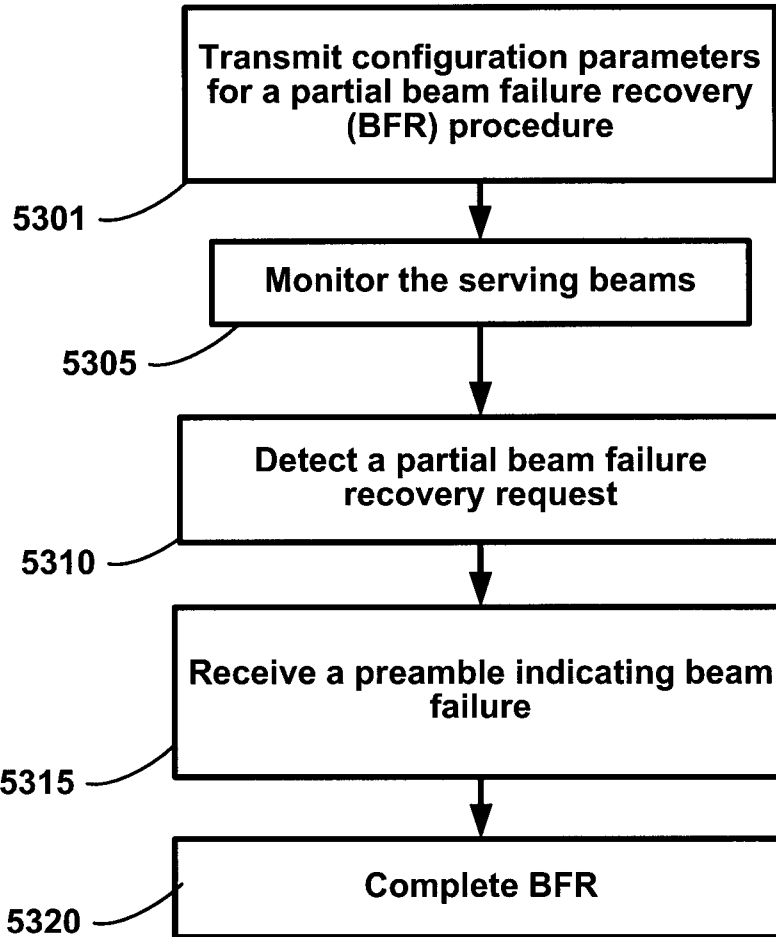 Transmit configuration parameters
for a partial beam failure recovery
(BFR) procedure
5301
Monitor the serving beams
5305
Detect a partial beam failure
recovery request
5310
Receive a preamble indicating beam
failure
5315
Complete BFR
5320